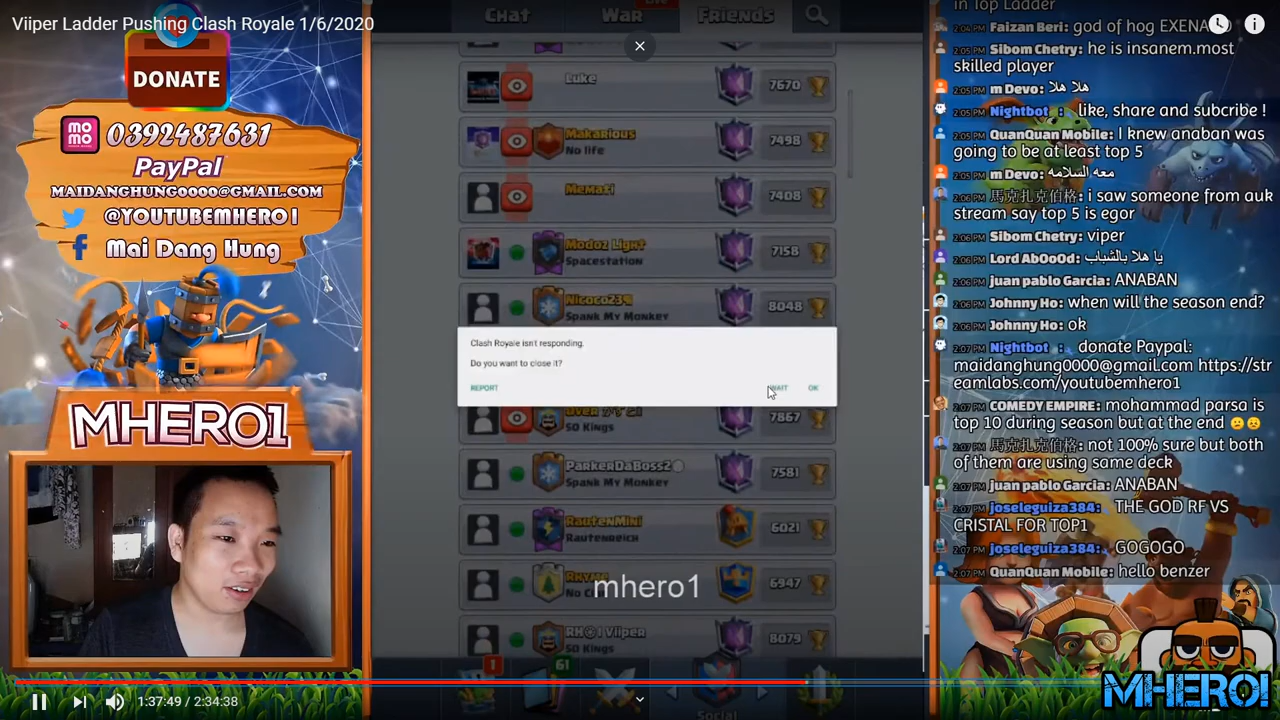 Viiper Ladder Pushing Clash Royale 1/6/2020
DONATE
mo
mo
0392487631
PayPal
MAIDANGHUNG0000@GMAIL.COM
@YOUTUBEMHERO1
Mai Dang Hung
MHERO1
Chat
War
Live
Friends
Luke
7670
Makarious
No life
7498
Memati
7408
Modoz Light
Spacestation
7158
Nicoco239
Spank My Monkey
8048
Clash Royale isn't responding.
Do you want to close it?
REPORT
WAIT
OK
50 Kings
7867
ParkerDaBoss2
Spank My Monkey
7581
RautenMini
Rautenreich
6021
6947
mhero1
Viiper
50 Kings
8079
1
61
Social
1:37:49 / 2:34:38
in Top Ladder
2:04 PM Faizan Beri: god of hog
2:05 PM Sibom Chetry: he is insanem.most
skilled player
m Devo: هلا هلا
2:05 PM Nightbot : like, share and subcribe !
2:05 PM QuanQuan Mobile: I knew anaban was
going to be at least top 5
2:05 PM m Devo: معه السلامه
2:06 PM 馬克扎克伯格: i saw someone from auk
stream say top 5 is egor
2:06 PM Sibom Chetry: viper
2:06 PM Lord AbOoOd: يا هلا بالشباب
2:06 PM juan pablo Garcia: ANABAN
2:06 PM Johnny Ho: when will the season end?
2:06 PM Johnny Ho: ok
2:07 PM Nightbot : donate Paypal:
maidanghung0000@gmail.com https://str
eamlabs.com/youtubemhero1
2:07 PM COMEDY EMPIRE: mohammad parsa is
top 10 during season but at the end 🙁☹
2:07 PM 馬克扎克伯格: not 100% sure but both
of them are using same deck
2:07 PM juan pablo Garcia: ANABAN
2:07 PM joseleguiza384: THE GOD RF VS
CRISTAL FOR TOP1
2:07 PM joseleguiza384: GOGOGO
2:07 PM QuanQuan Mobile: hello benzer
MHERO1